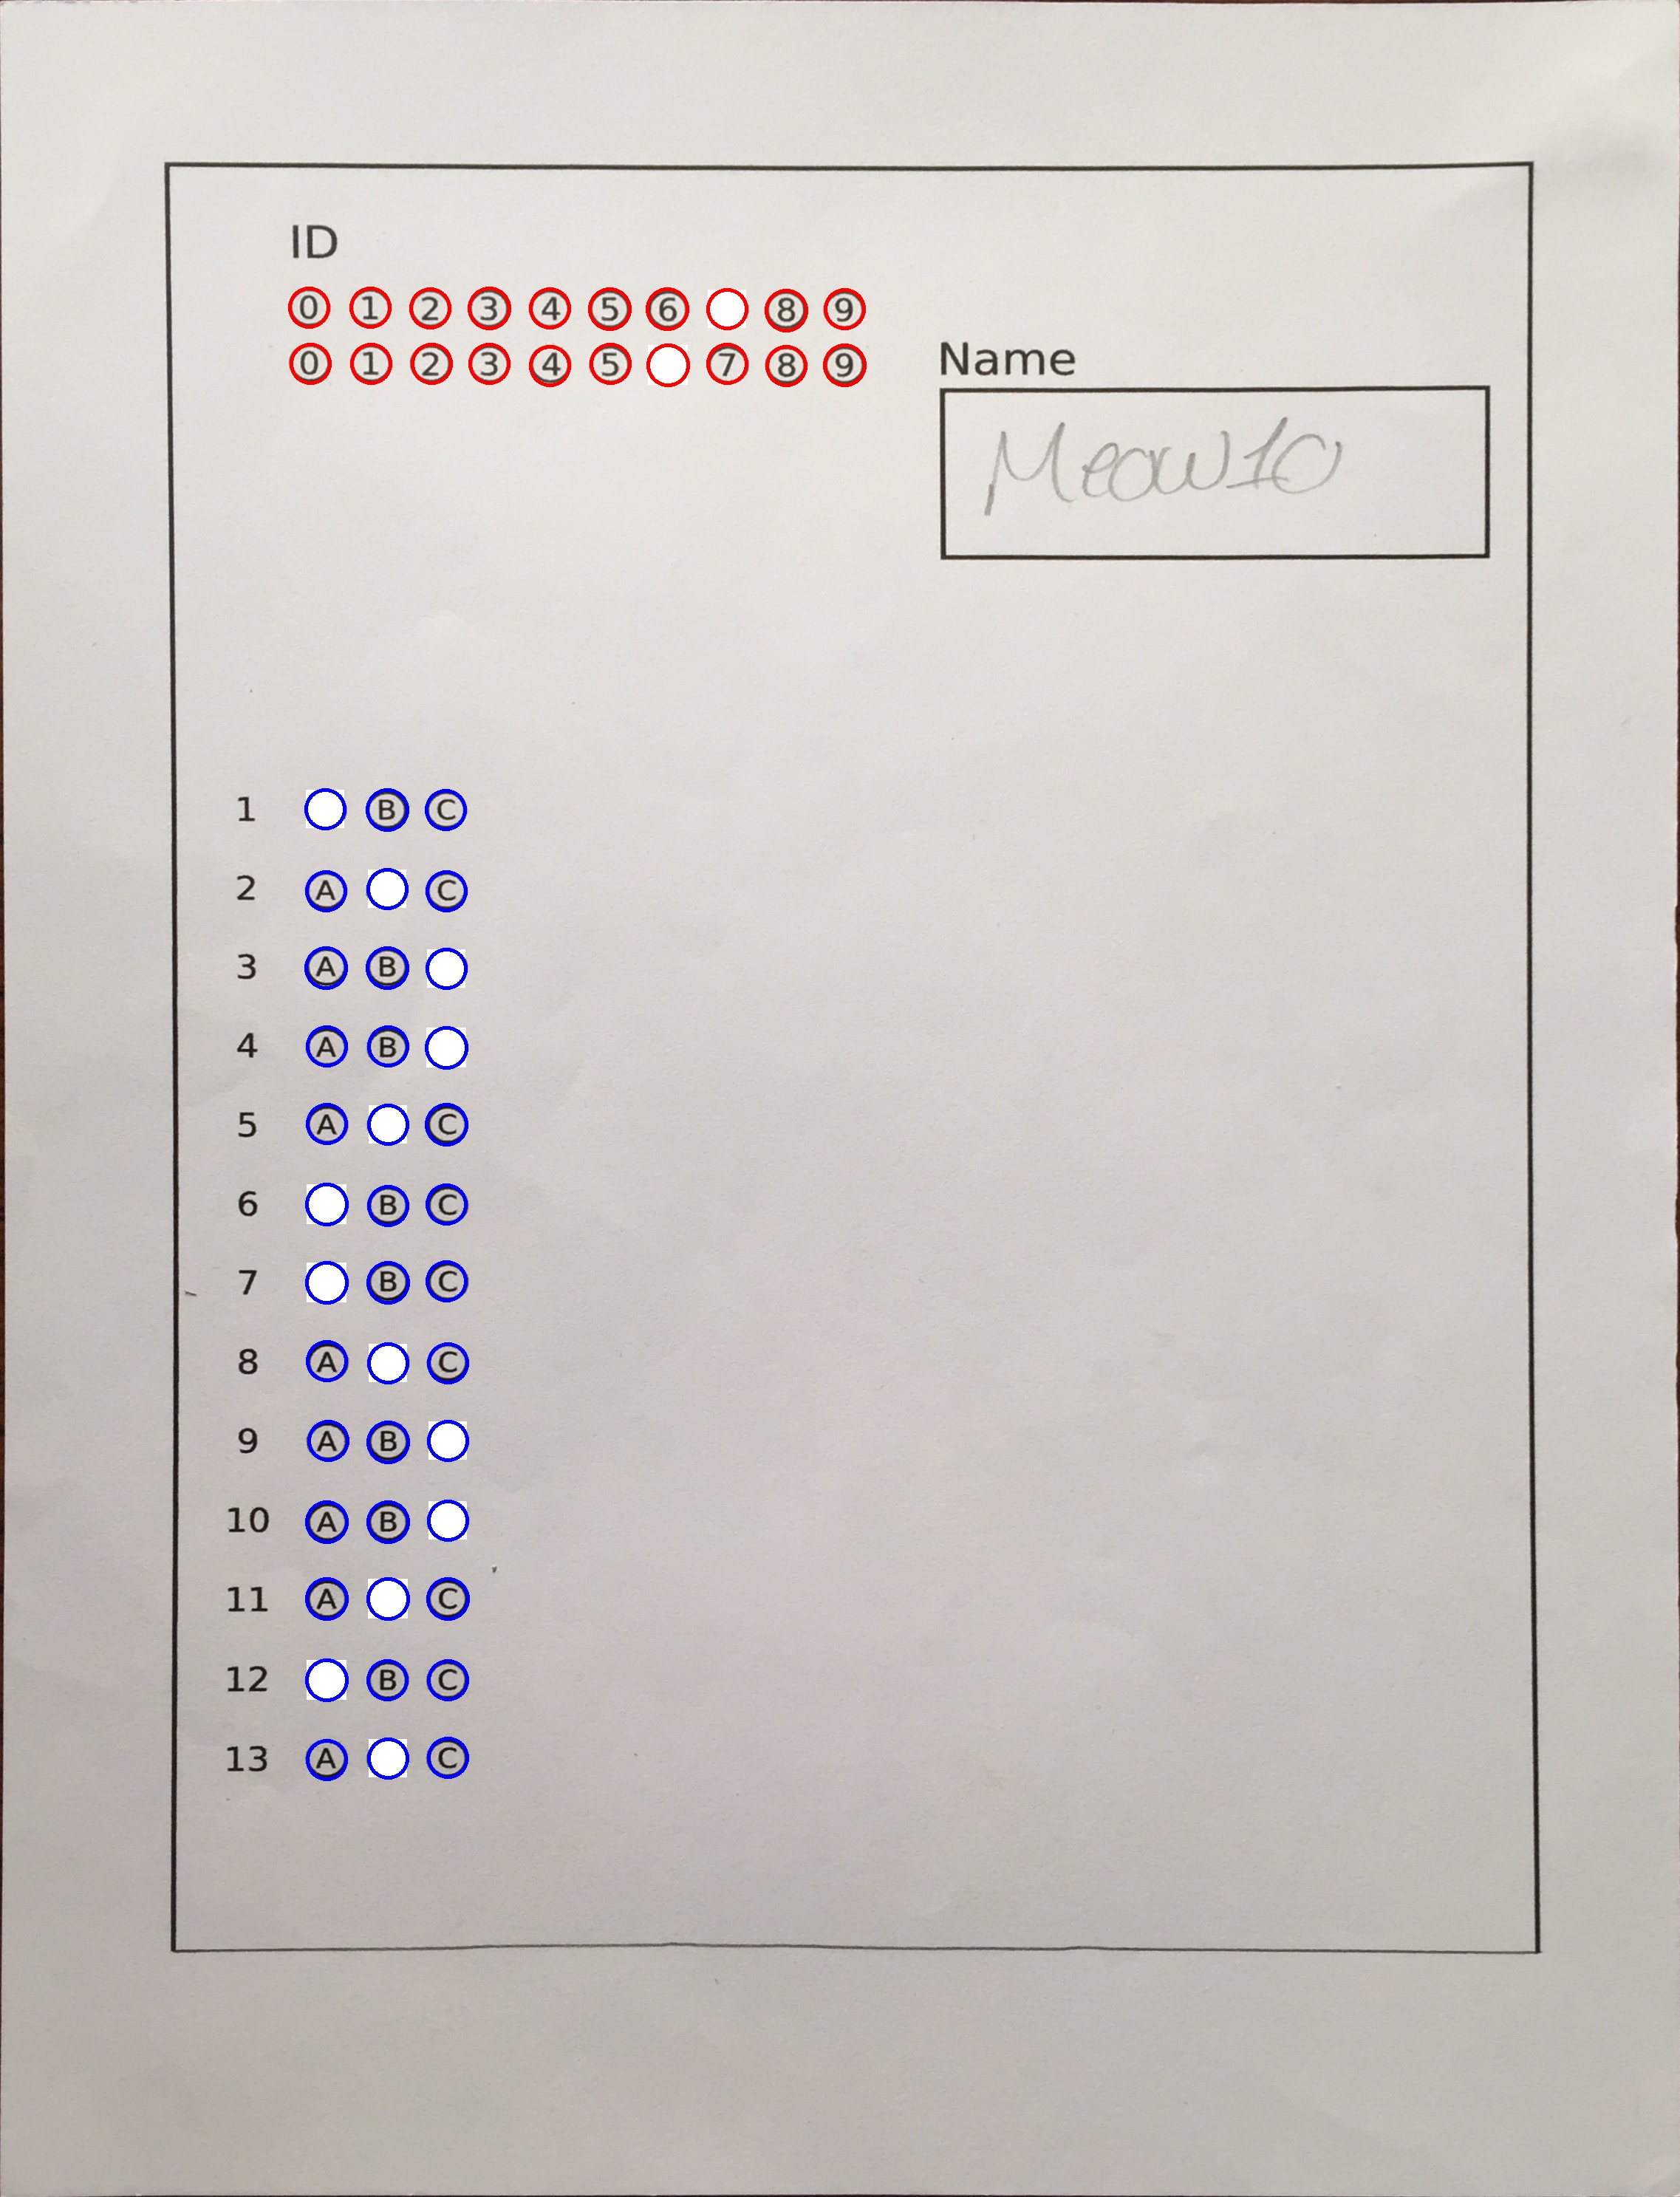 ID
0 1 2 3 4 5 6 8 9
0 1 2 3 4 5 7 8 9
Name
Meow10
1 B C
2 A C
3 A B
4 A B
5 A C
6 B C
7 B C
8 A C
9 A B
10 A B
11 A C
12 B C
13 A C